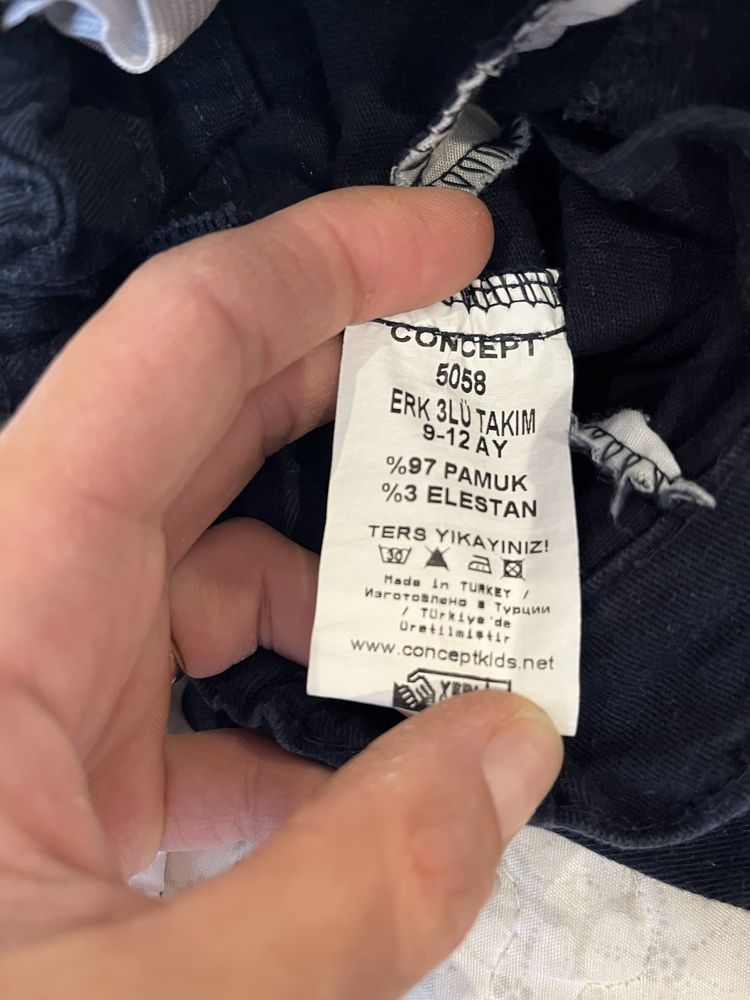 CONCEPT
5058
ERK 3LÜ TAKIM
9-12 AY
%97 PAMUK
%3 ELESTAN
TERS YIKAYINIZ!
30
Made in TURKEY /
Изготовлено в Турции
/ Türkiye'de
Üretilmiştir
www.conceptkids.net